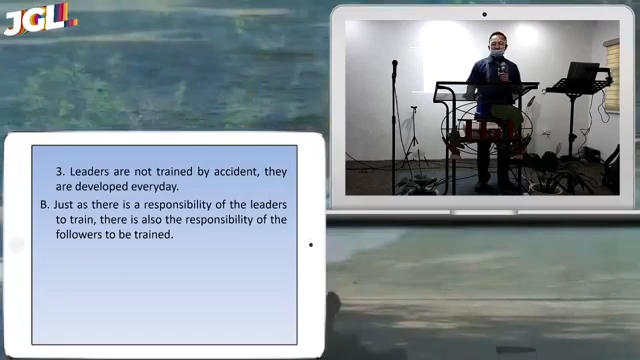 JGL
3. Leaders are not trained by accident, they
are developed everyday.
B. Just as there is a responsibility of the leaders
to train, there is also the responsibility of the
followers to be trained.